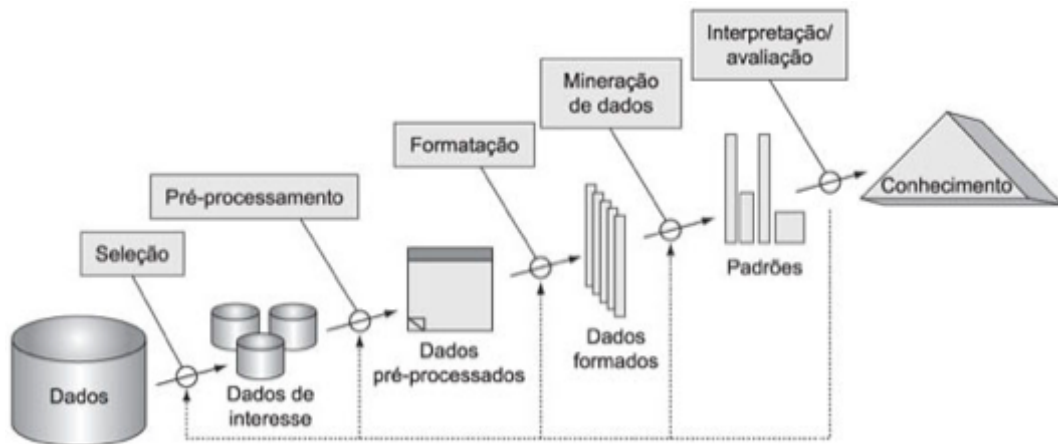 Interpretação/
avaliação
Mineração
de dados
Formatação
Pré-processamento
Seleção
Conhecimento
Padrões
Dados
formados
Dados
pré-processados
Dados de
interesse
Dados